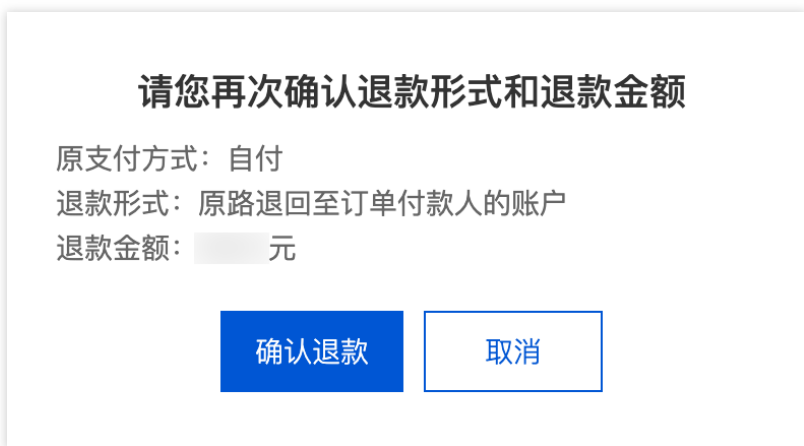 请您再次确认退款形式和退款金额
原支付方式：自付
退款形式：原路退回至订单付款人的账户
退款金额：元
确认退款
取消